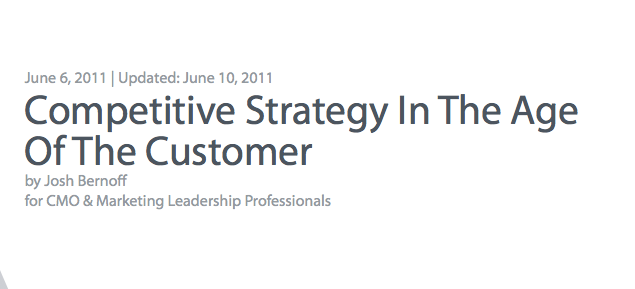 June 6, 2011 | Updated: June 10, 2011
Competitive Strategy In The Age
Of The Customer
by Josh Bernoff
for CMO & Marketing Leadership Professionals